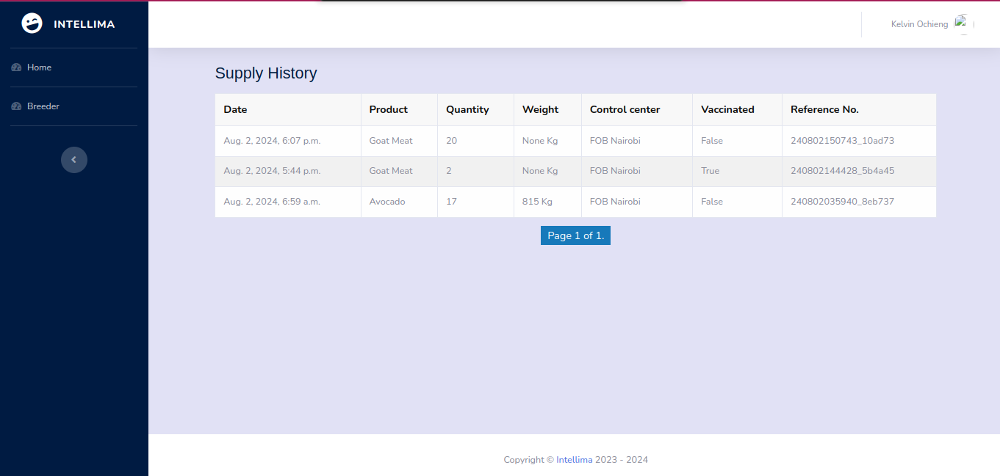 INTELLIMA
Kelvin Ochieng
Home
Breeder
Supply History
Date Product Quantity Weight Control center Vaccinated Reference No.
Aug. 2, 2024, 6:07 p.m. Goat Meat 20 None Kg FOB Nairobi False 240802150743_10ad73
Aug. 2, 2024, 5:44 p.m. Goat Meat 2 None Kg FOB Nairobi True 240802144428_5b4a45
Aug. 2, 2024, 6:59 a.m. Avocado 17 815 Kg FOB Nairobi False 240802035940_8eb737
Page 1 of 1.
Copyright © Intellima 2023 - 2024